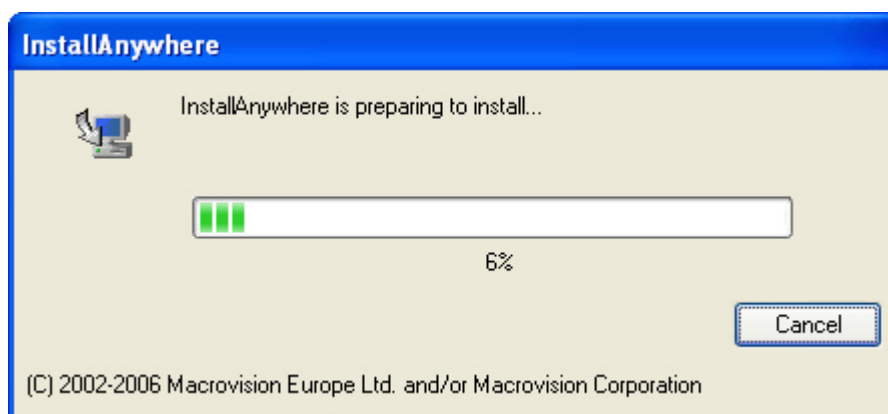 InstallAnywhere
InstallAnywhere is preparing to install...
6%
Cancel
(C) 2002-2006 Macrovision Europe Ltd. and/or Macrovision Corporation